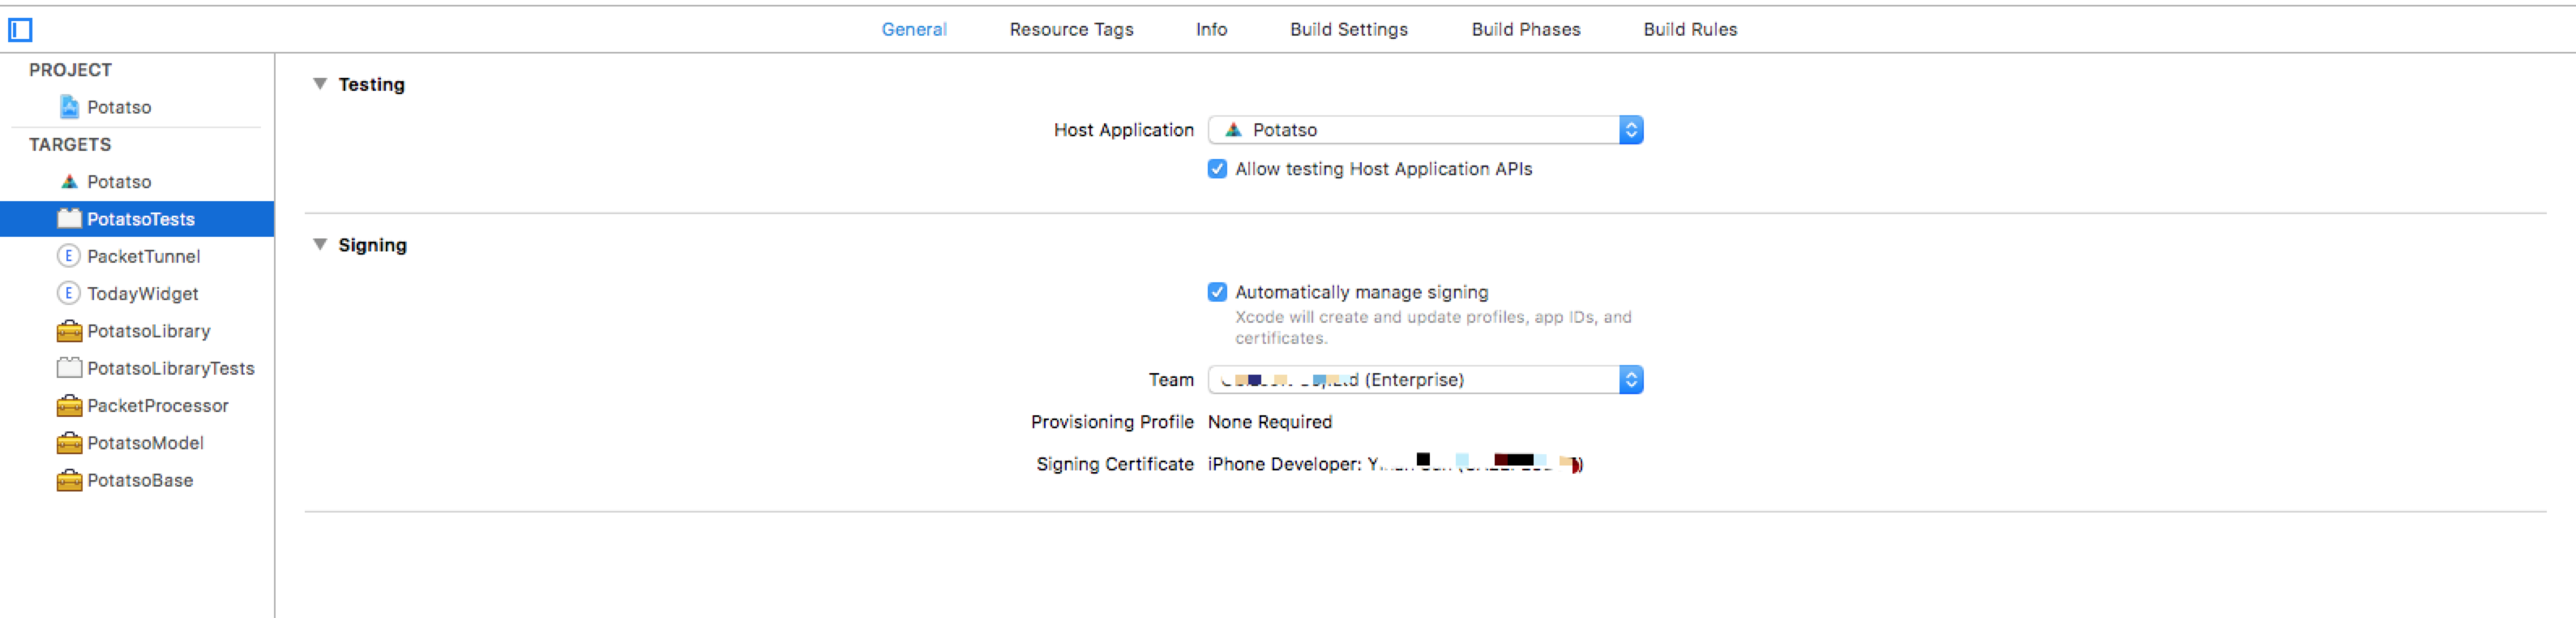 General Resource Tags Info Build Settings Build Phases Build Rules
PROJECT
Potatso
TARGETS
Potatso
PotatsoTests
E PacketTunnel
E TodayWidget
PotatsoLibrary
PotatsoLibraryTests
PacketProcessor
PotatsoModel
PotatsoBase
Testing
Host Application Potatso
Allow testing Host Application APIs
Signing
Automatically manage signing
Xcode will create and update profiles, app IDs, and
certificates.
Team (Enterprise)
Provisioning Profile None Required
Signing Certificate iPhone Developer: